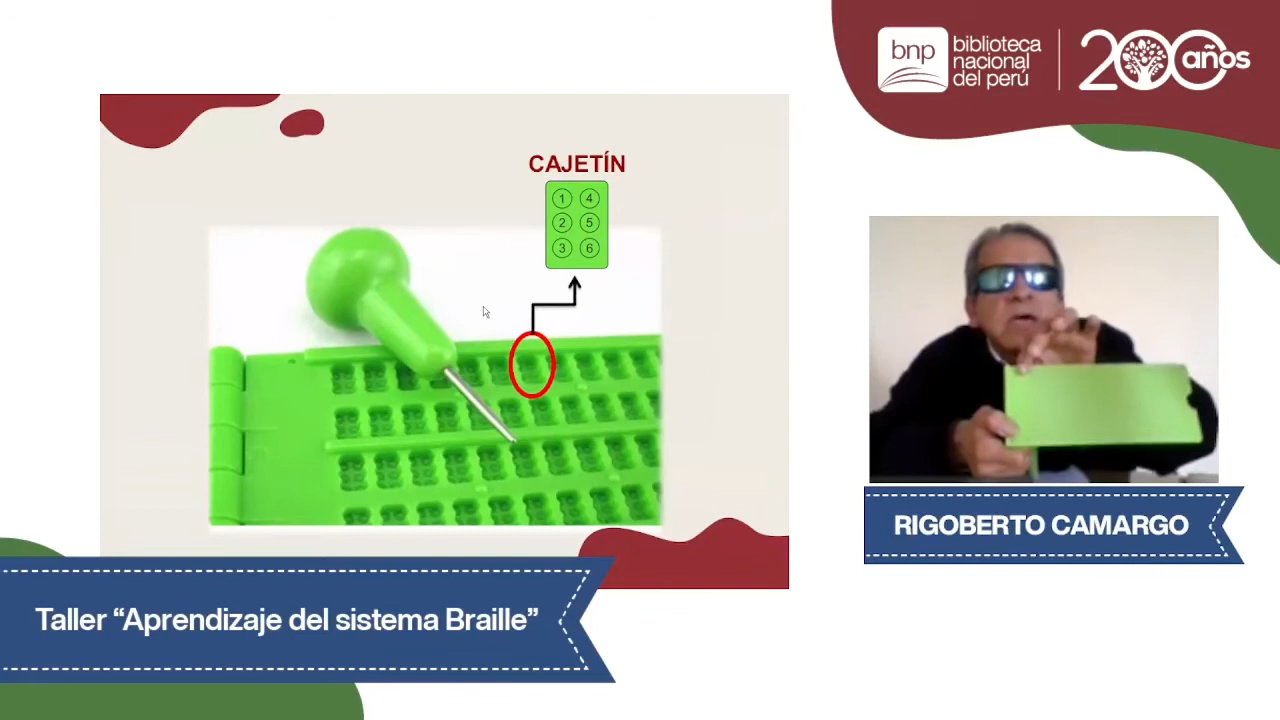 bnp
biblioteca
nacional
del perú
200 años
CAJETÍN
1 4
2 5
3 6
RIGOBERTO CAMARGO
Taller “Aprendizaje del sistema Braille”